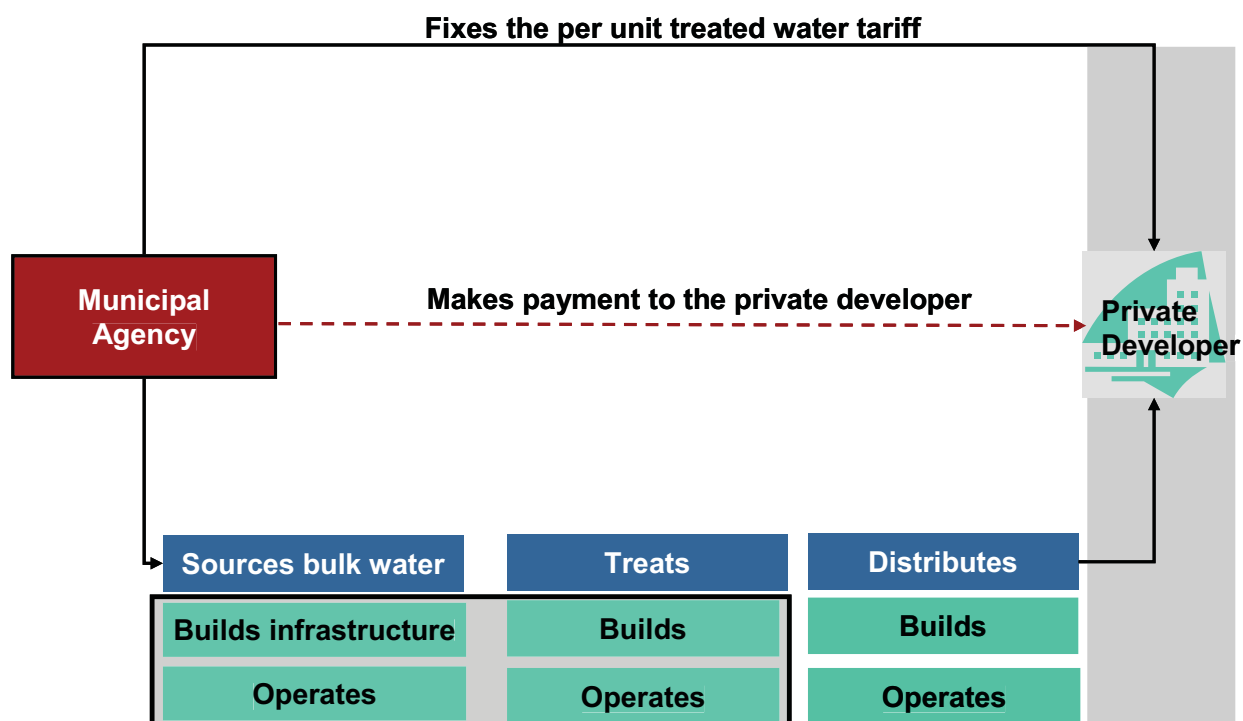 Fixes the per unit treated water tariff
Municipal
Agency
Makes payment to the private developer
Private
Developer
Sources bulk water
Treats
Distributes
Builds infrastructure
Builds
Builds
Operates
Operates
Operates